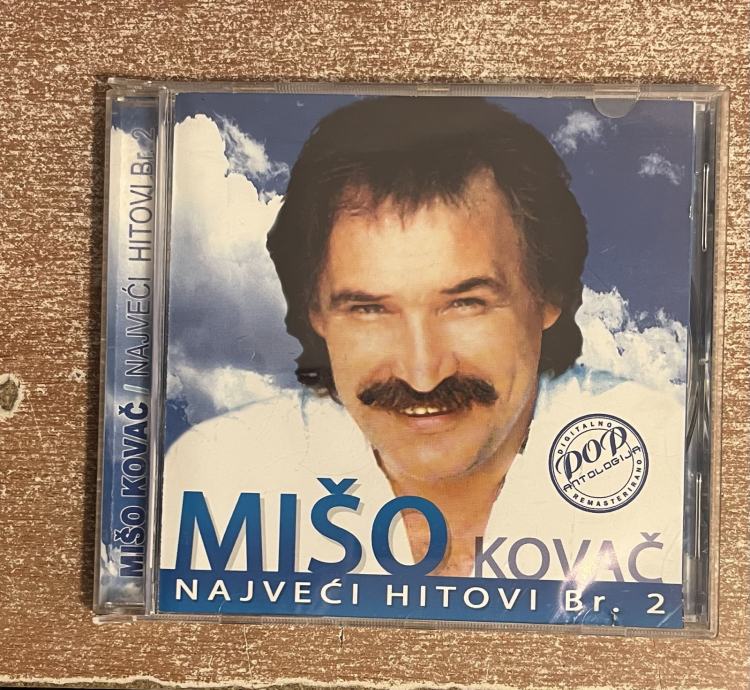 MIŠO KOVAČ / NAJVEĆI HITOVI Br. 2
DIGITALNO
POP
ANTOLOGIJA
REMASTERIRANO
MIŠO KOVAČ
NAJVEĆI HITOVI Br. 2